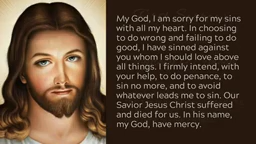 My God, I am sorry for my sins
with all my heart. In choosing
to do wrong and failing to do
good, I have sinned against
you whom I should love above
all things. I firmly intend, with
your help, to do penance, to
sin no more, and to avoid
whatever leads me to sin. Our
Savior Jesus Christ suffered
and died for us. In his name,
my God, have mercy.